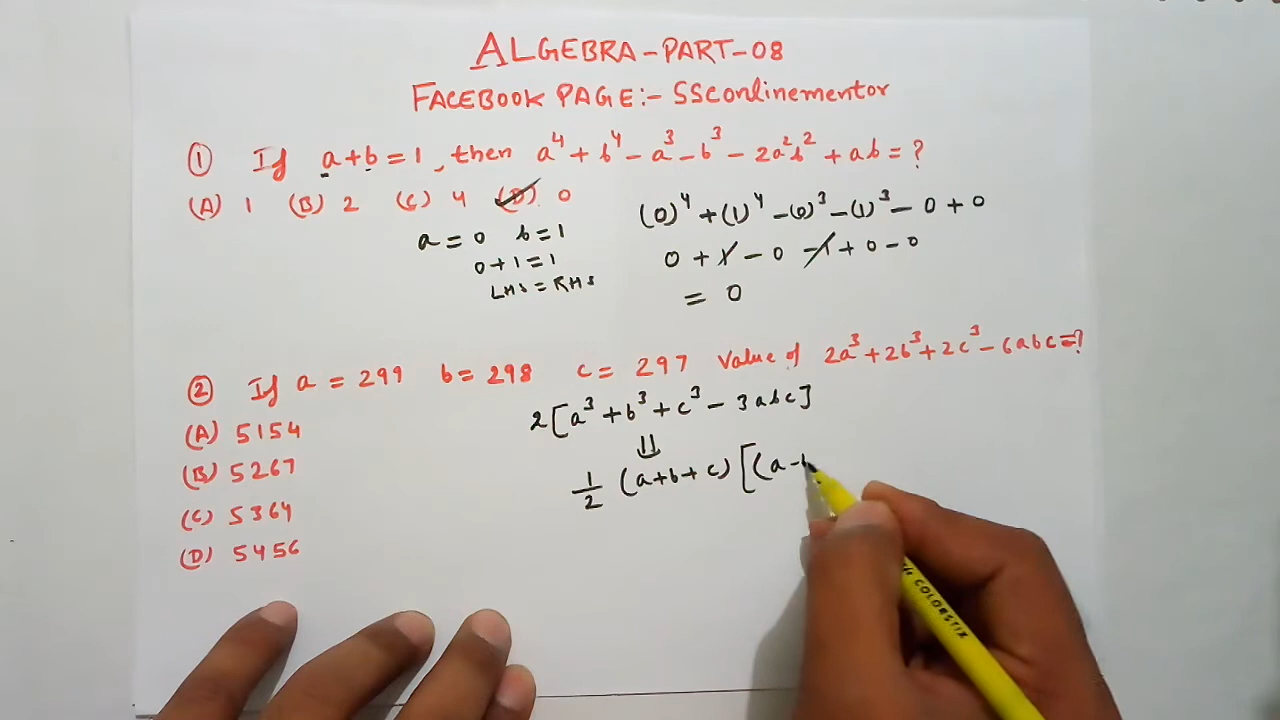 ALGEBRA-PART-08
FACEBOOK PAGE:- SSConlinementor
① If a+b=1, then a⁴+b⁴-a³-b³-2a²b²+ab=?
(A) 1 (B) 2 (C) 4 (D) 0
(0)⁴+(1)⁴-(0)³-(1)³-0+0
a=0 b=1
0+1=1
0+1-0-1+0-0
LHS=RHS
= 0
② If a=299 b=298 c=297 Value of 2a³+2b³+2c³-6abc=?
2[a³+b³+c³-3abc]
(A) 5154
⇓
(B) 5267
1/2 (a+b+c) [(a-b
(C) 5364
(D) 5456
COLORSTIX